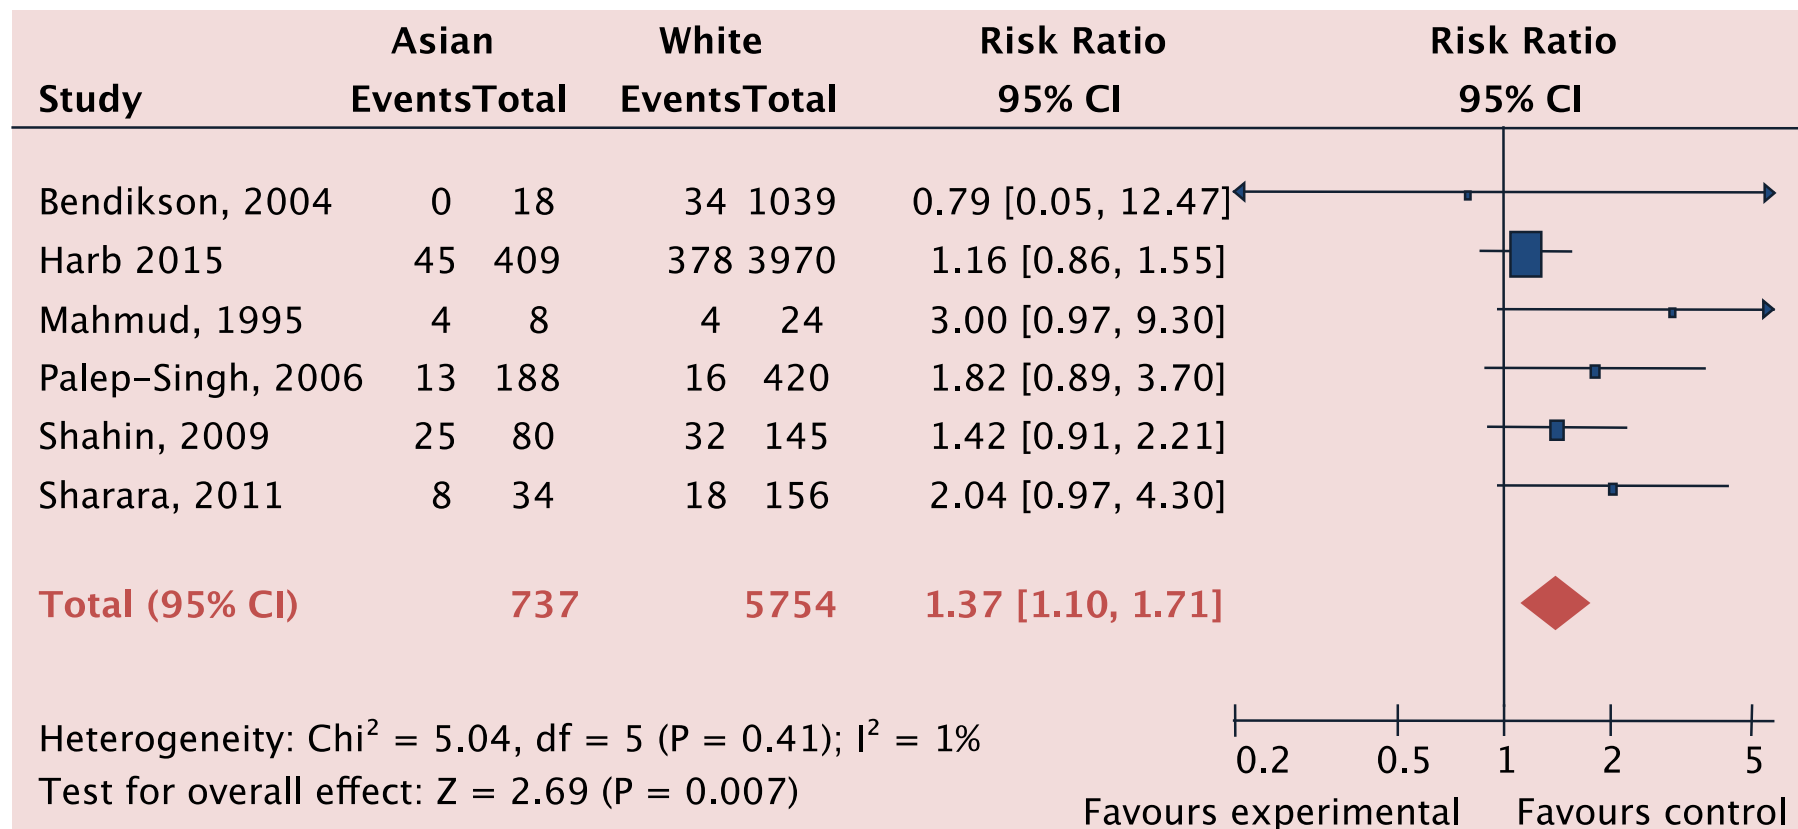 Asian White Risk Ratio Risk Ratio
Study Events Total Events Total 95% CI 95% CI
Bendikson, 2004 0 18 34 1039 0.79 [0.05, 12.47]
Harb 2015 45 409 378 3970 1.16 [0.86, 1.55]
Mahmud, 1995 4 8 4 24 3.00 [0.97, 9.30]
Palep-Singh, 2006 13 188 16 420 1.82 [0.89, 3.70]
Shahin, 2009 25 80 32 145 1.42 [0.91, 2.21]
Sharara, 2011 8 34 18 156 2.04 [0.97, 4.30]
Total (95% CI) 737 5754 1.37 [1.10, 1.71]
Heterogeneity: Chi² = 5.04, df = 5 (P = 0.41); I² = 1%
Test for overall effect: Z = 2.69 (P = 0.007)
0.2 0.5 1 2 5
Favours experimental Favours control